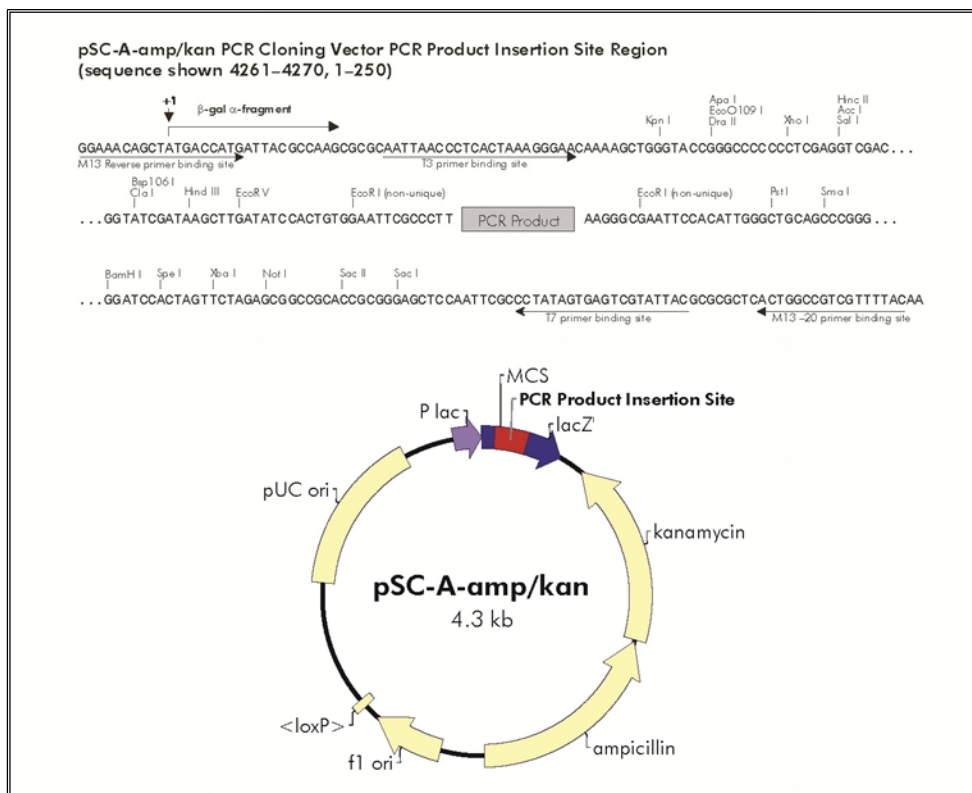 pSC-A-amp/kan PCR Cloning Vector PCR Product Insertion Site Region
(sequence shown 4261–4270, 1–250)
+1
β-gal α-fragment
Kpn I
Apa I
EcoO109 I
Dra II
Xho I
Hinc II
Acc I
Sal I
GGAAACAGCTATGACCATGATTACGCCAAGCGCGCAATTAACCCTCACTAAAGGGAACAAAAGCTGGGTACCGGGCCCCCCCTCGAGGTCGAC...
M13 Reverse primer binding site
T3 primer binding site
Bsp106I
Cla I
Hind III
EcoRV
EcoRI (non-unique)
EcoRI (non-unique)
Pst I
Sma I
...GGTATCGATAAGCTTGATATCCACTGTGGAATTCGCCCTT
PCR Product
AAGGGCGAATTCCACATTGGGCTGCAGCCCGGG...
BamH I
Spe I
Xba I
Not I
Sac II
Sac I
...GGATCCACTAGTTCTAGAGCGGCCGCACCGCGGGAGCTCCAATTCGCCCTATAGTGAGTCGTATTACGCGCGCTCACTGGCCGTCGTTTTACAA
T7 primer binding site
M13 –20 primer binding site
MCS
PCR Product Insertion Site
P lac
lacZ'
pUC ori
kanamycin
pSC-A-amp/kan
4.3 kb
<loxP>
f1 ori
ampicillin